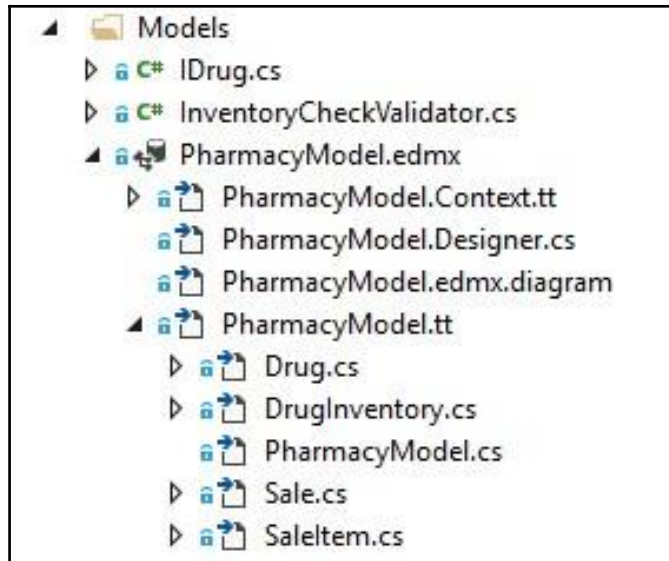 Models
C# IDrug.cs
C# InventoryCheckValidator.cs
PharmacyModel.edmx
PharmacyModel.Context.tt
PharmacyModel.Designer.cs
PharmacyModel.edmx.diagram
PharmacyModel.tt
Drug.cs
DrugInventory.cs
PharmacyModel.cs
Sale.cs
SaleItem.cs